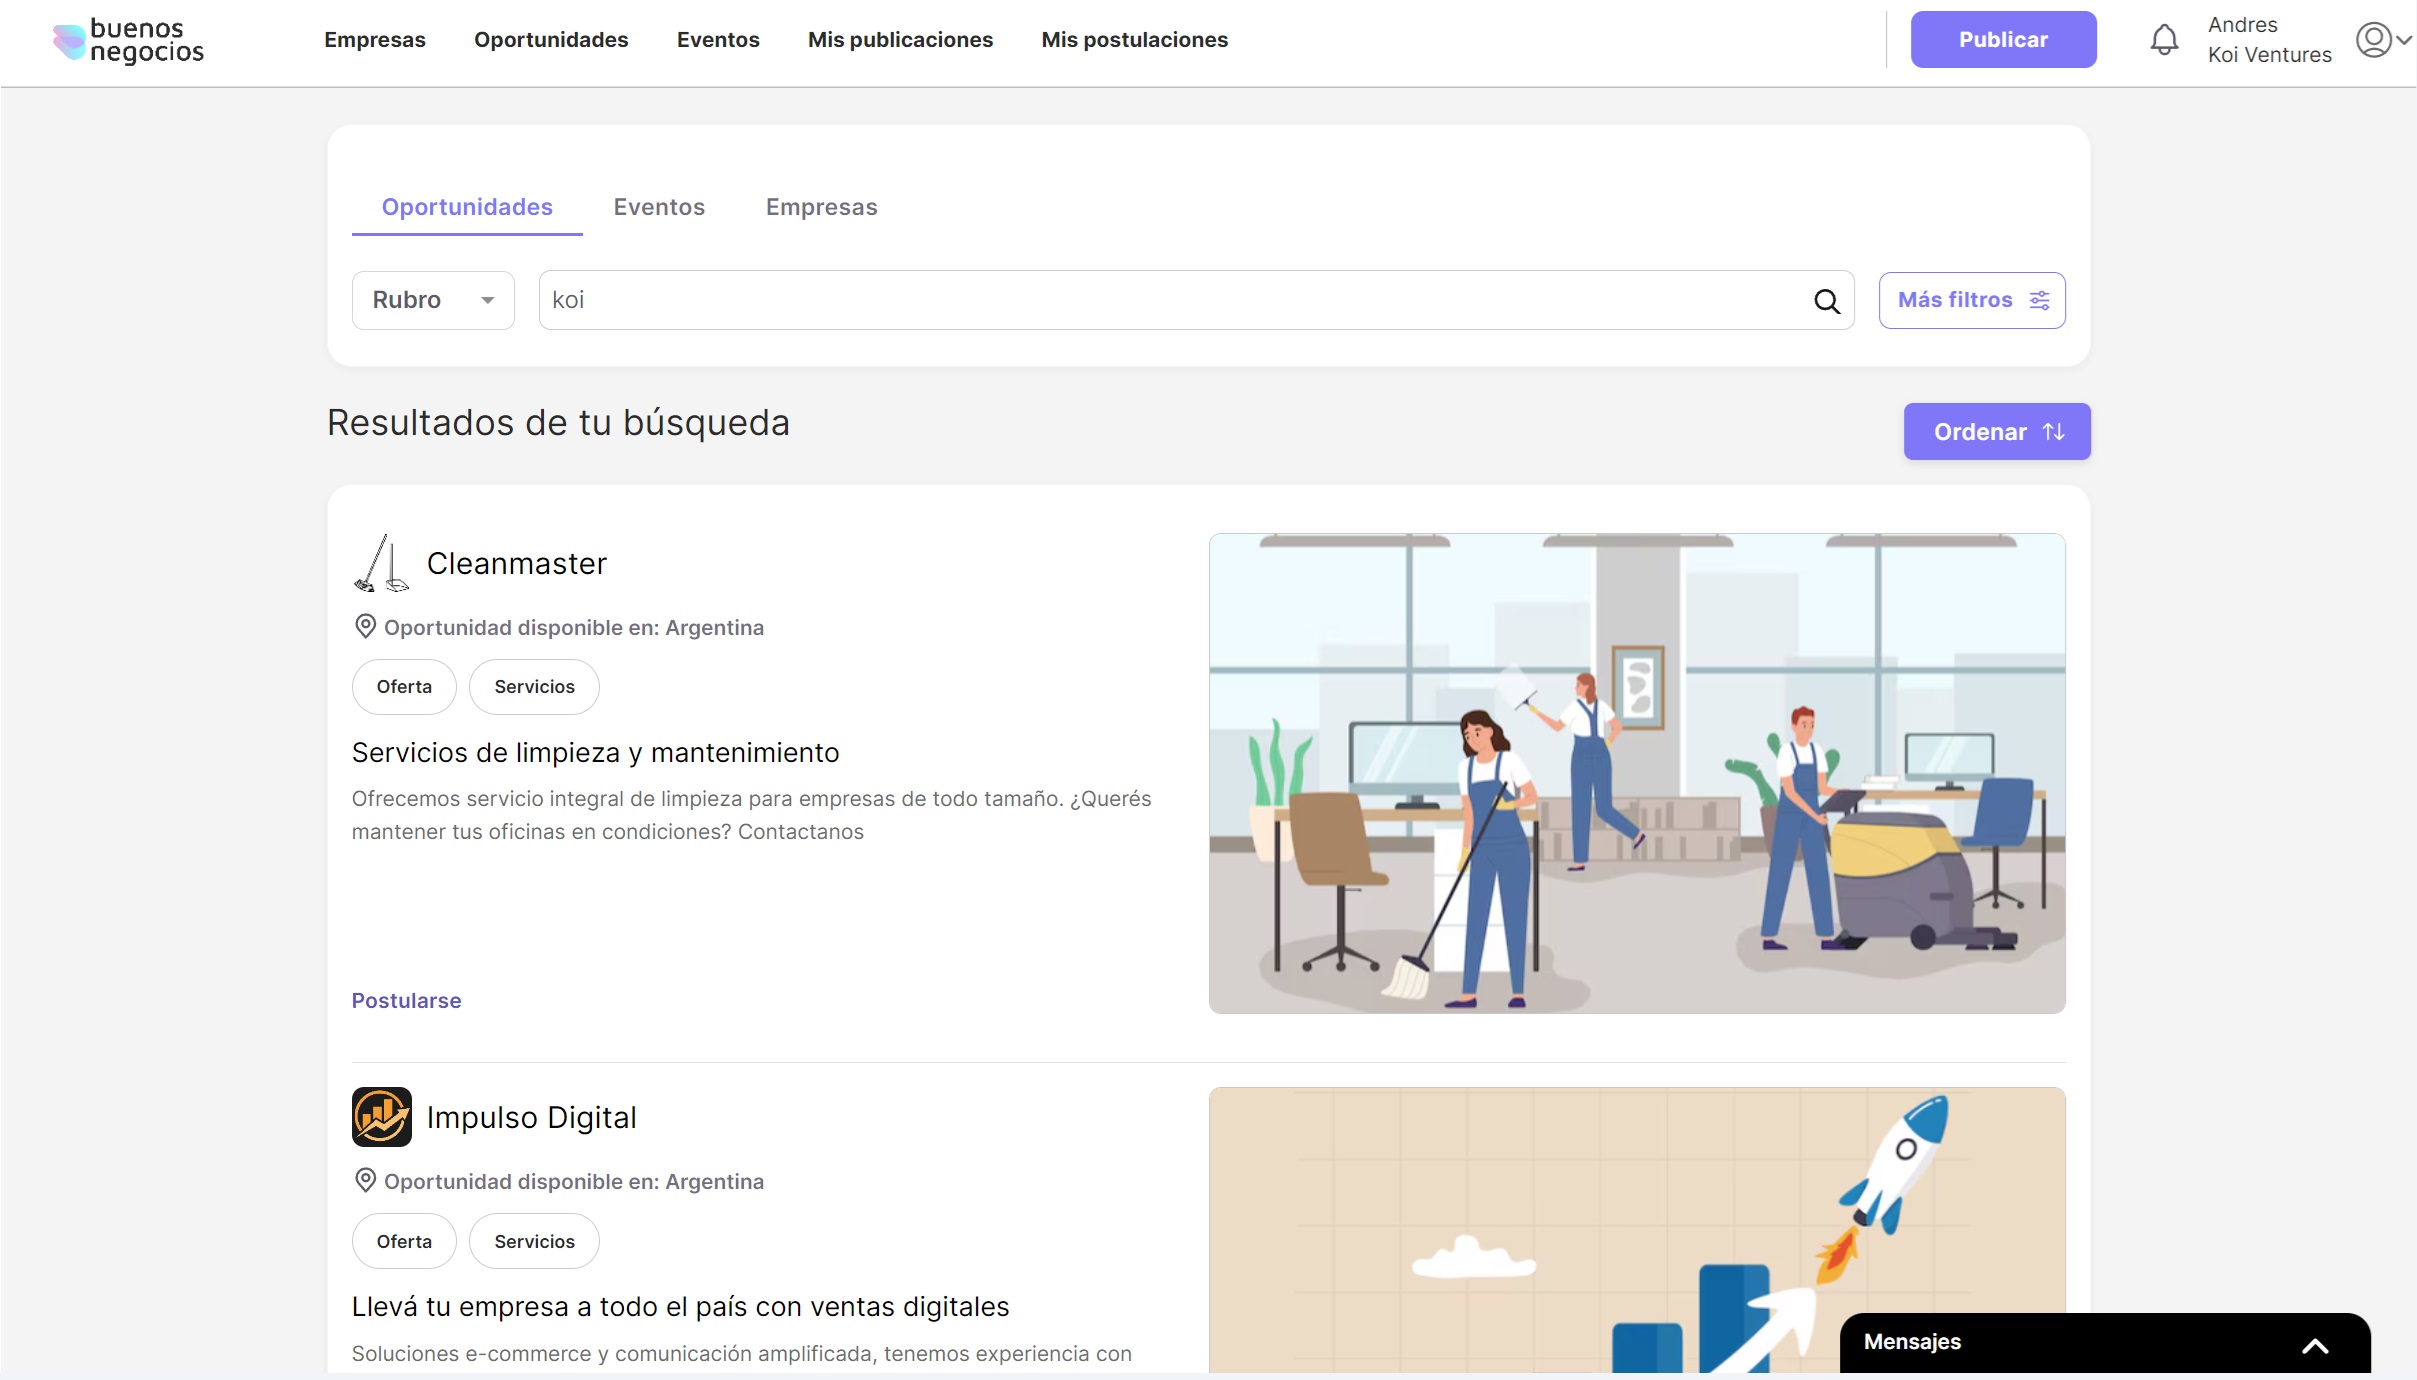 buenos
negocios
Empresas
Oportunidades
Eventos
Mis publicaciones
Mis postulaciones
Publicar
Andres
Koi Ventures
Oportunidades
Eventos
Empresas
Rubro
koi
Más filtros
Resultados de tu búsqueda
Ordenar
Cleanmaster
Oportunidad disponible en: Argentina
Oferta
Servicios
Servicios de limpieza y mantenimiento
Ofrecemos servicio integral de limpieza para empresas de todo tamaño. ¿Querés
mantener tus oficinas en condiciones? Contactanos
Postularse
Impulso Digital
Oportunidad disponible en: Argentina
Oferta
Servicios
Llevá tu empresa a todo el país con ventas digitales
Soluciones e-commerce y comunicación amplificada, tenemos experiencia con
Mensajes